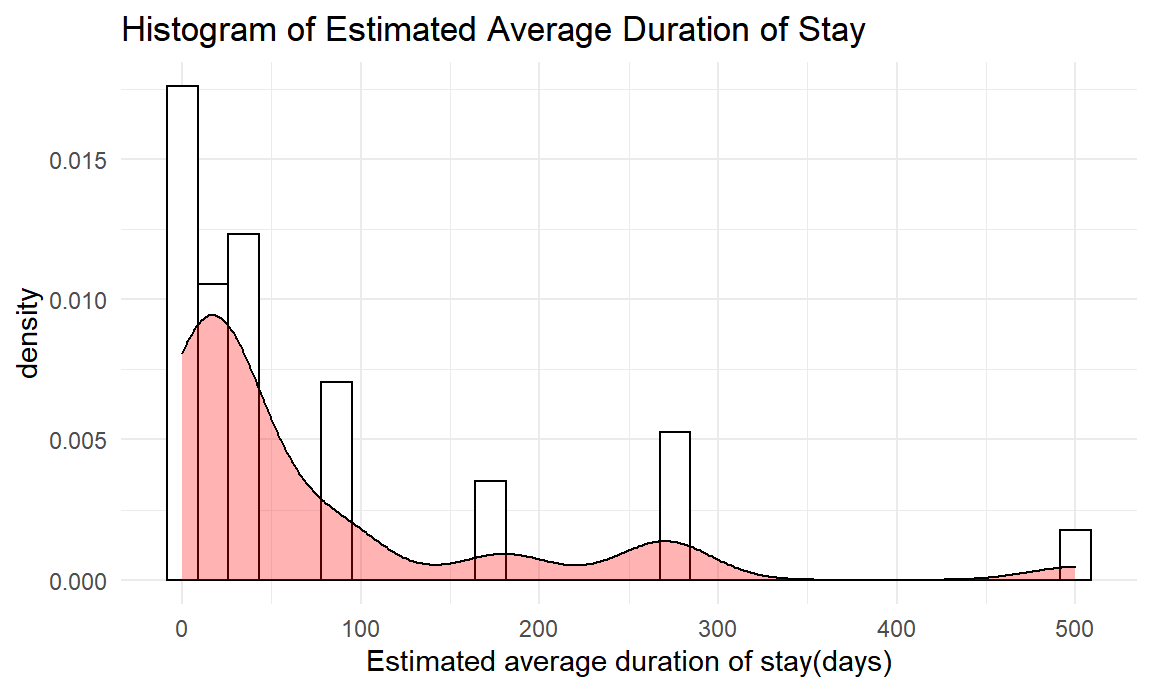 Histogram of Estimated Average Duration of Stay
density
0.015
0.010
0.005
0.000
0 100 200 300 400 500
Estimated average duration of stay(days)